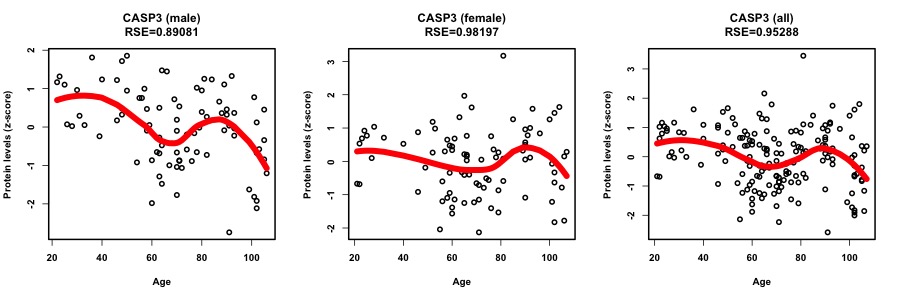 CASP3 (male)
RSE=0.89081
Protein levels (z-score)
2
1
0
-1
-2
20 40 60 80 100
Age
CASP3 (female)
RSE=0.98197
Protein levels (z-score)
3
2
1
0
-1
-2
20 40 60 80 100
Age
CASP3 (all)
RSE=0.95288
Protein levels (z-score)
3
2
1
0
-1
-2
20 40 60 80 100
Age